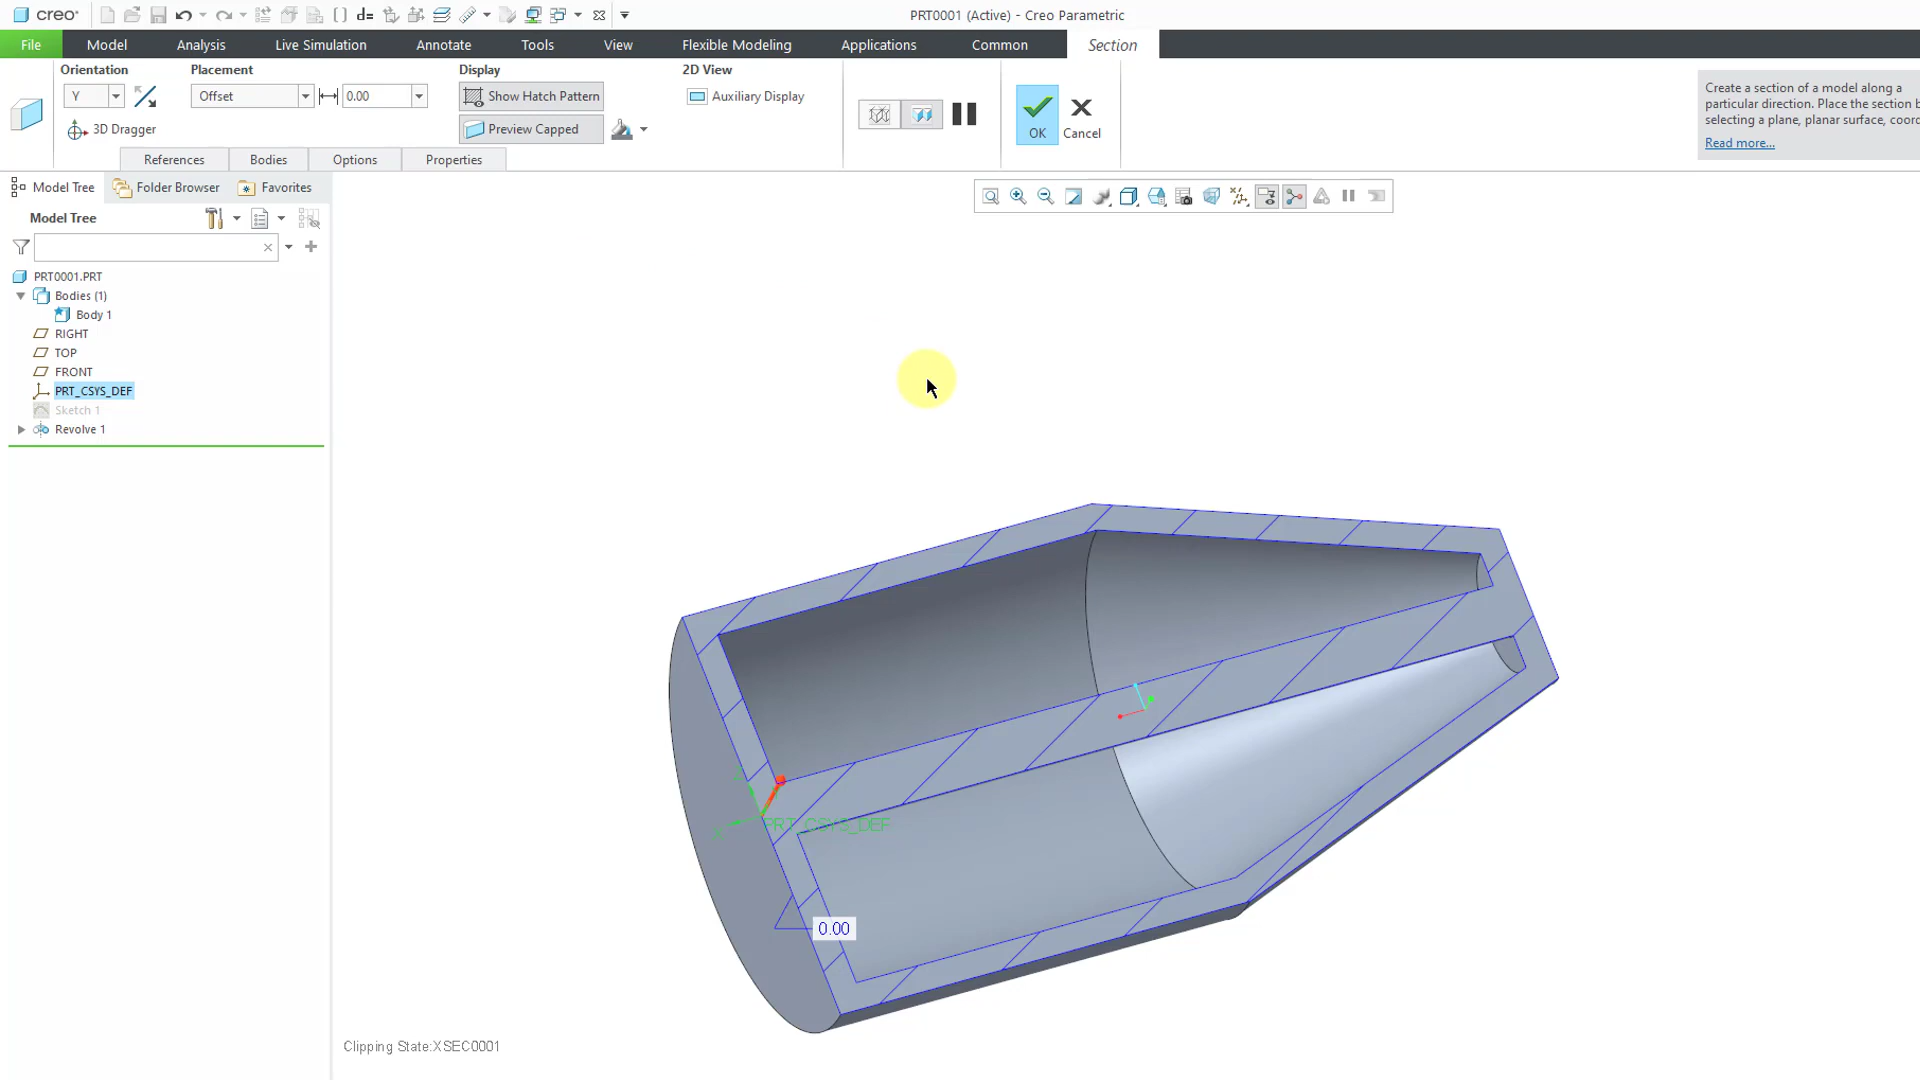 creo
PRT0001 (Active) - Creo Parametric
File Model Analysis Live Simulation Annotate Tools View Flexible Modeling Applications Common Section
Orientation Placement Display 2D View
Y Offset 0.00 Show Hatch Pattern Auxiliary Display
3D Dragger Preview Capped
OK Cancel
References Bodies Options Properties
Create a section of a model along a
particular direction. Place the section b
selecting a plane, planar surface, coord
Read more...
Model Tree Folder Browser Favorites
Model Tree
PRT0001.PRT
Bodies (1)
Body 1
RIGHT
TOP
FRONT
PRT_CSYS_DEF
Sketch 1
Revolve 1
PRT_CSYS_DEF
0.00
Clipping State:XSEC0001